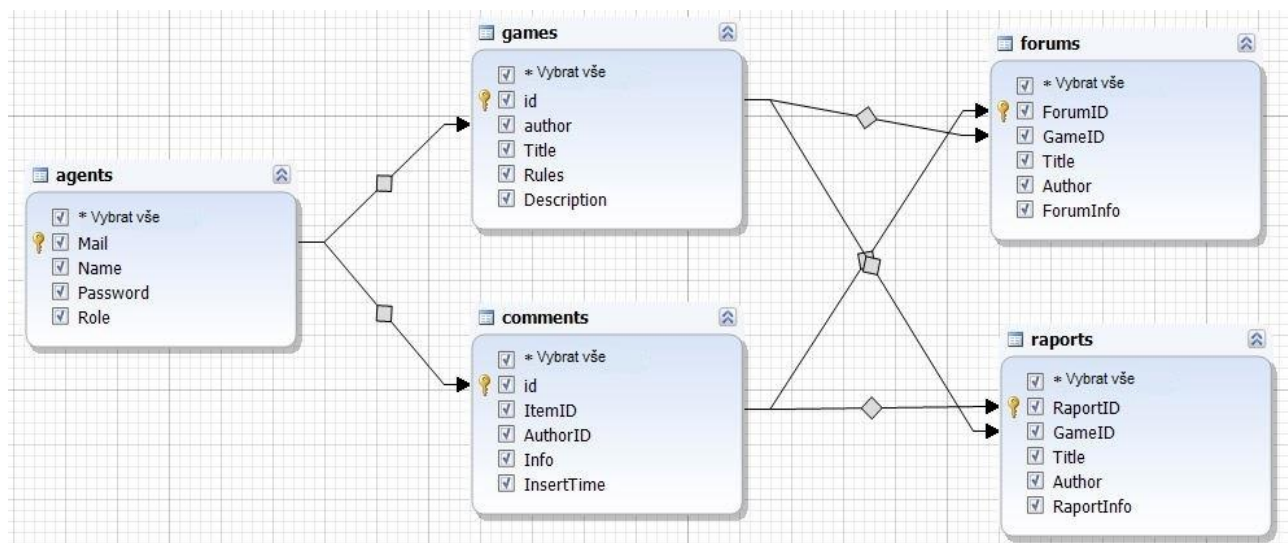 agents
* Vybrat vše
Mail
Name
Password
Role
games
* Vybrat vše
id
author
Title
Rules
Description
comments
* Vybrat vše
id
ItemID
AuthorID
Info
InsertTime
forums
* Vybrat vše
ForumID
GameID
Title
Author
ForumInfo
raports
* Vybrat vše
RaportID
GameID
Title
Author
RaportInfo